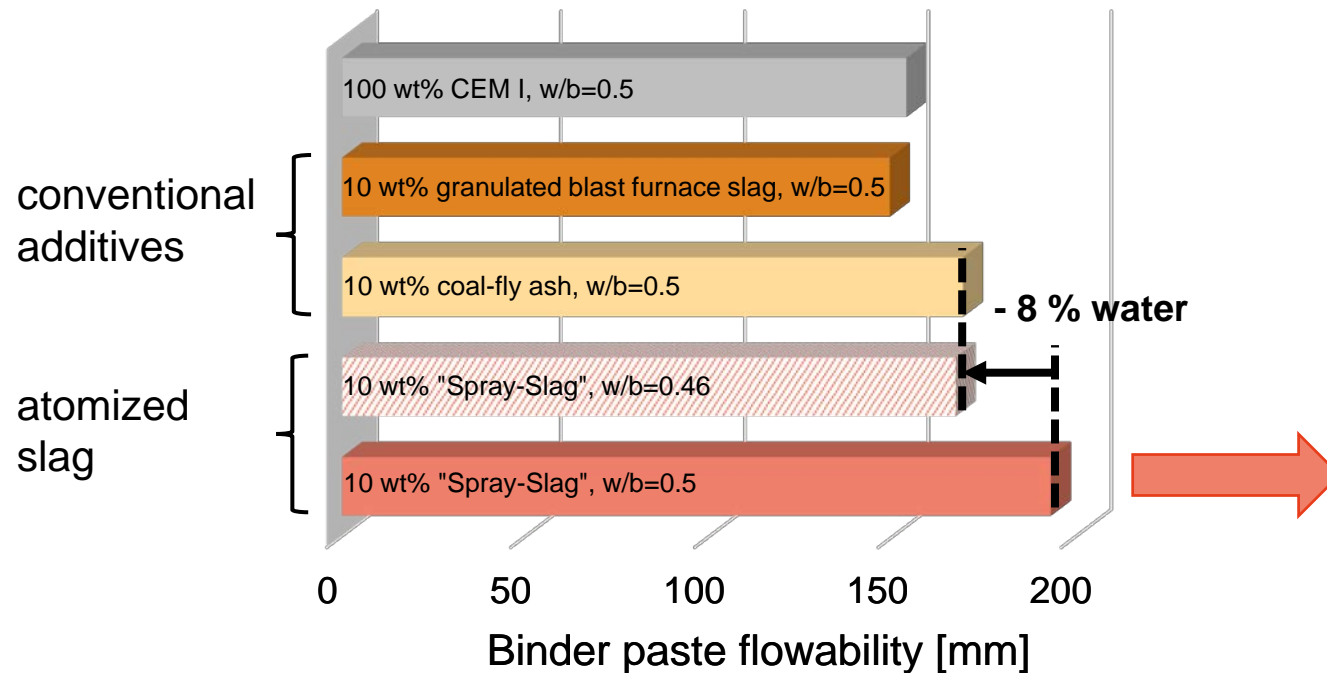 100 wt% CEM I, w/b=0.5
conventional
additives
10 wt% granulated blast furnace slag, w/b=0.5
10 wt% coal-fly ash, w/b=0.5
- 8 % water
atomized
slag
10 wt% "Spray-Slag", w/b=0.46
10 wt% "Spray-Slag", w/b=0.5
0 50 100 150 200
Binder paste flowability [mm]